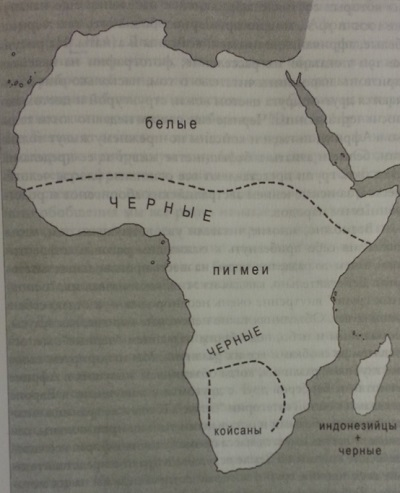 белые
ЧЕРНЫЕ
пигмеи
ЧЕРНЫЕ
койсаны
индонезийцы
+
черные